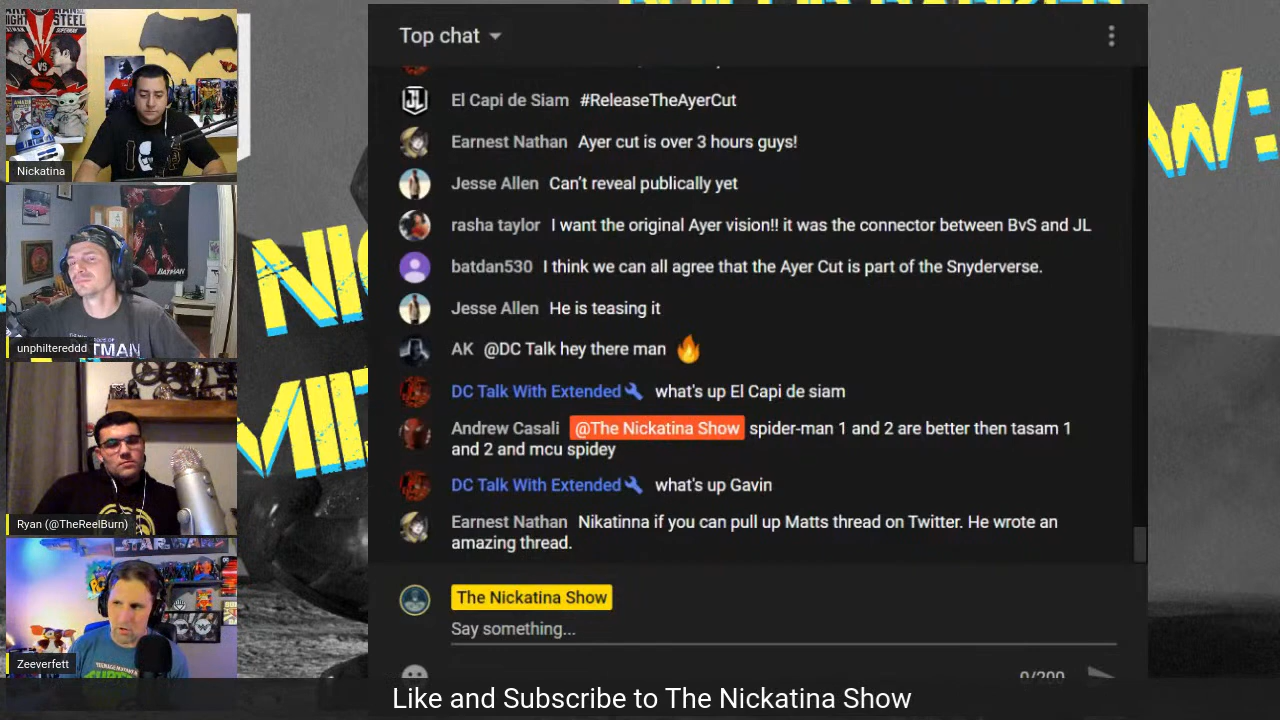 Top chat
El Capi de Siam #ReleaseTheAyerCut
Earnest Nathan Ayer cut is over 3 hours guys!
Jesse Allen Can't reveal publically yet
rasha taylor I want the original Ayer vision!! it was the connector between BvS and JL
batdan530 I think we can all agree that the Ayer Cut is part of the Snyderverse.
Jesse Allen He is teasing it
AK @DC Talk hey there man 🔥
DC Talk With Extended what's up El Capi de siam
Andrew Casali @The Nickatina Show spider-man 1 and 2 are better then tasam 1
and 2 and mcu spidey
DC Talk With Extended what's up Gavin
Earnest Nathan Nikatinna if you can pull up Matts thread on Twitter. He wrote an
amazing thread.
The Nickatina Show
Say something...
0/200
Nickatina
BATMAN
unphiltereddd
TMAN
Ryan (@TheReelBurn)
Zeeverfett
Like and Subscribe to The Nickatina Show